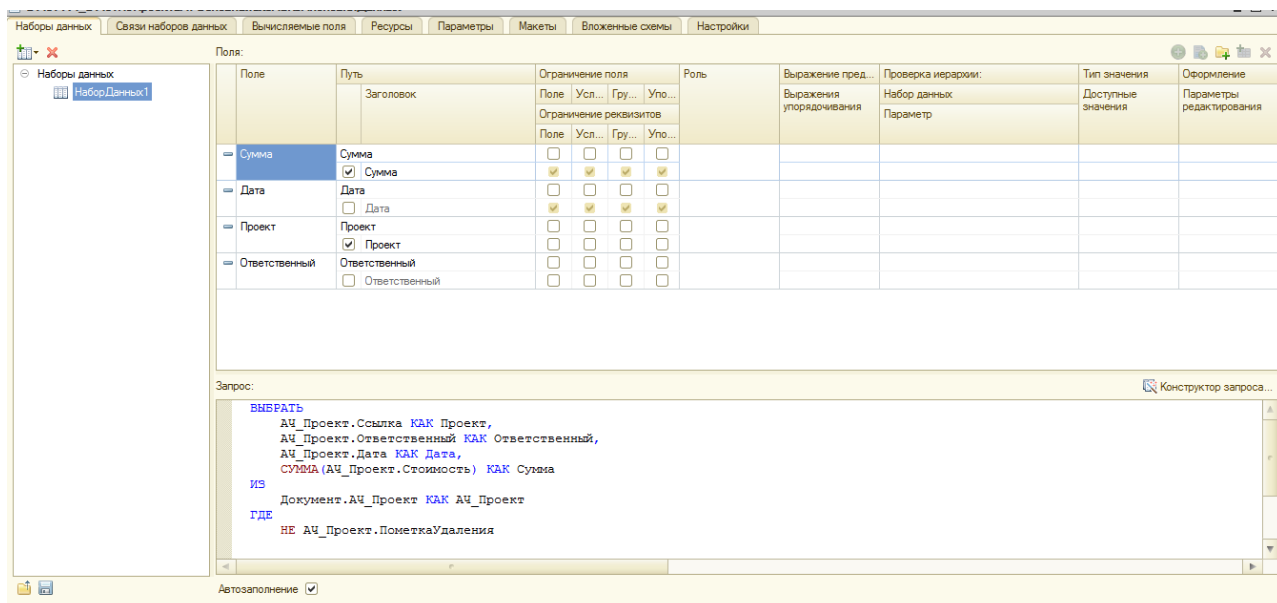 Наборы данных Связи наборов данных Вычисляемые поля Ресурсы Параметры Макеты Вложенные схемы Настройки
Поля:
Наборы данных
НаборДанных1
Поле Путь Ограничение поля Роль Выражение пред... Проверка иерархии: Тип значения Оформление
Заголовок Поле Усл... Гру... Упо... Выражения упорядочивания Набор данных Доступные значения Параметры редактирования
Ограничение реквизитов Параметр
Поле Усл... Гру... Упо...
Сумма Сумма
Сумма
Дата Дата
Дата
Проект Проект
Проект
Ответственный Ответственный
Ответственный
Запрос: Конструктор запроса...
ВЫБРАТЬ
АЧ_Проект.Ссылка КАК Проект,
АЧ_Проект.Ответственный КАК Ответственный,
АЧ_Проект.Дата КАК Дата,
СУММА(АЧ_Проект.Стоимость) КАК Сумма
ИЗ
Документ.АЧ_Проект КАК АЧ_Проект
ГДЕ
НЕ АЧ_Проект.ПометкаУдаления
Автозаполнение